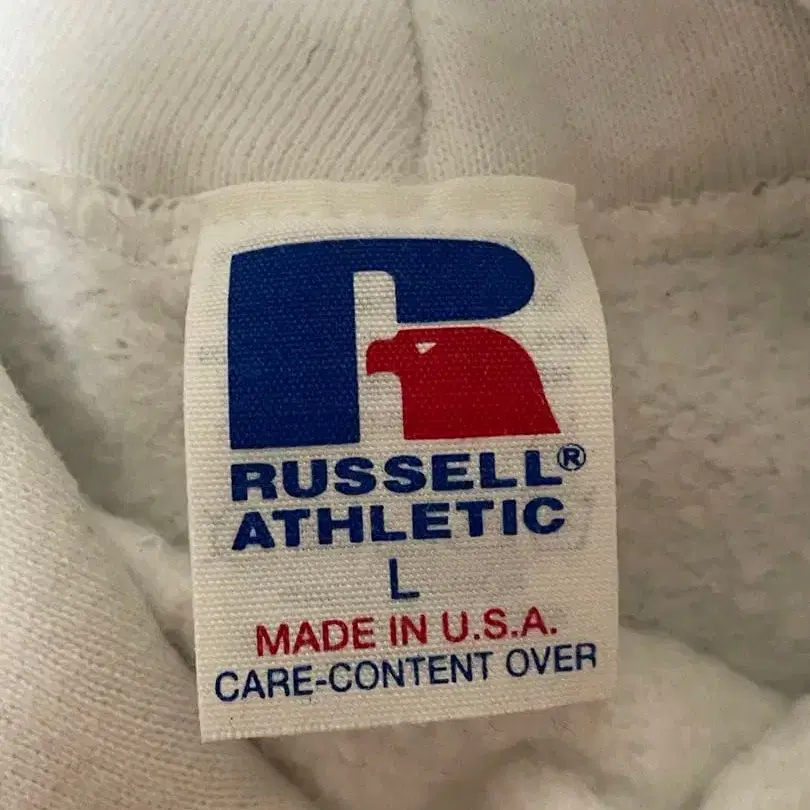 RUSSELL®
ATHLETIC
L
MADE IN U.S.A.
CARE-CONTENT OVER